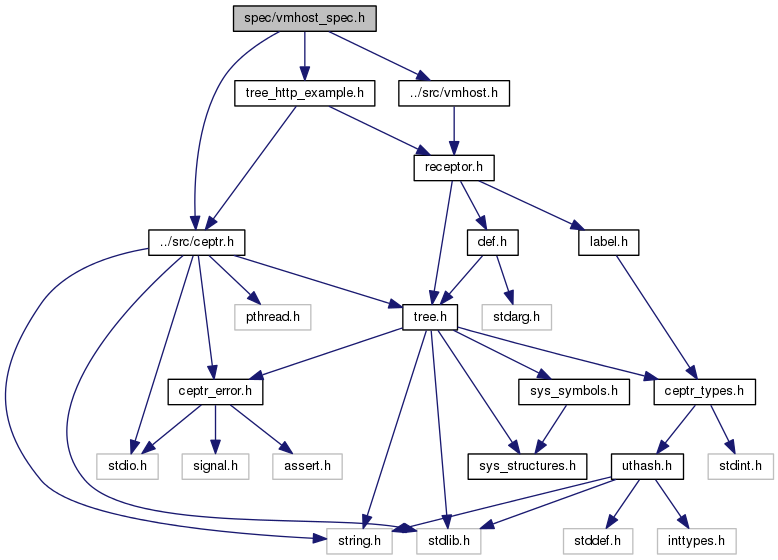 spec/vmhost_spec.h
tree_http_example.h
../src/vmhost.h
receptor.h
../src/ceptr.h
def.h
label.h
pthread.h
tree.h
stdarg.h
ceptr_error.h
sys_symbols.h
ceptr_types.h
stdio.h
signal.h
assert.h
sys_structures.h
uthash.h
stdint.h
string.h
stdlib.h
stddef.h
inttypes.h